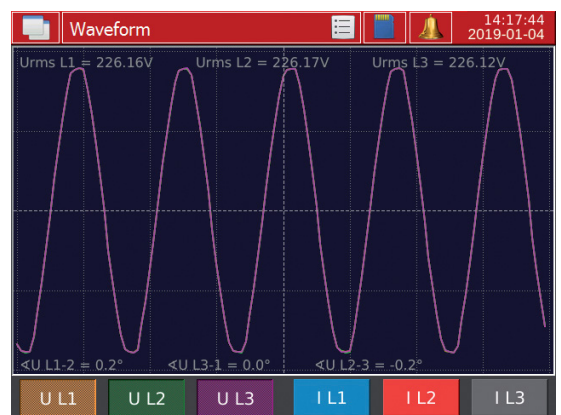 Waveform
14:17:44
2019-01-04
Urms L1 = 226.16V Urms L2 = 226.17V Urms L3 = 226.12V
∢U L1-2 = 0.2° ∢U L3-1 = 0.0° ∢U L2-3 = -0.2°
U L1 U L2 U L3 I L1 I L2 I L3